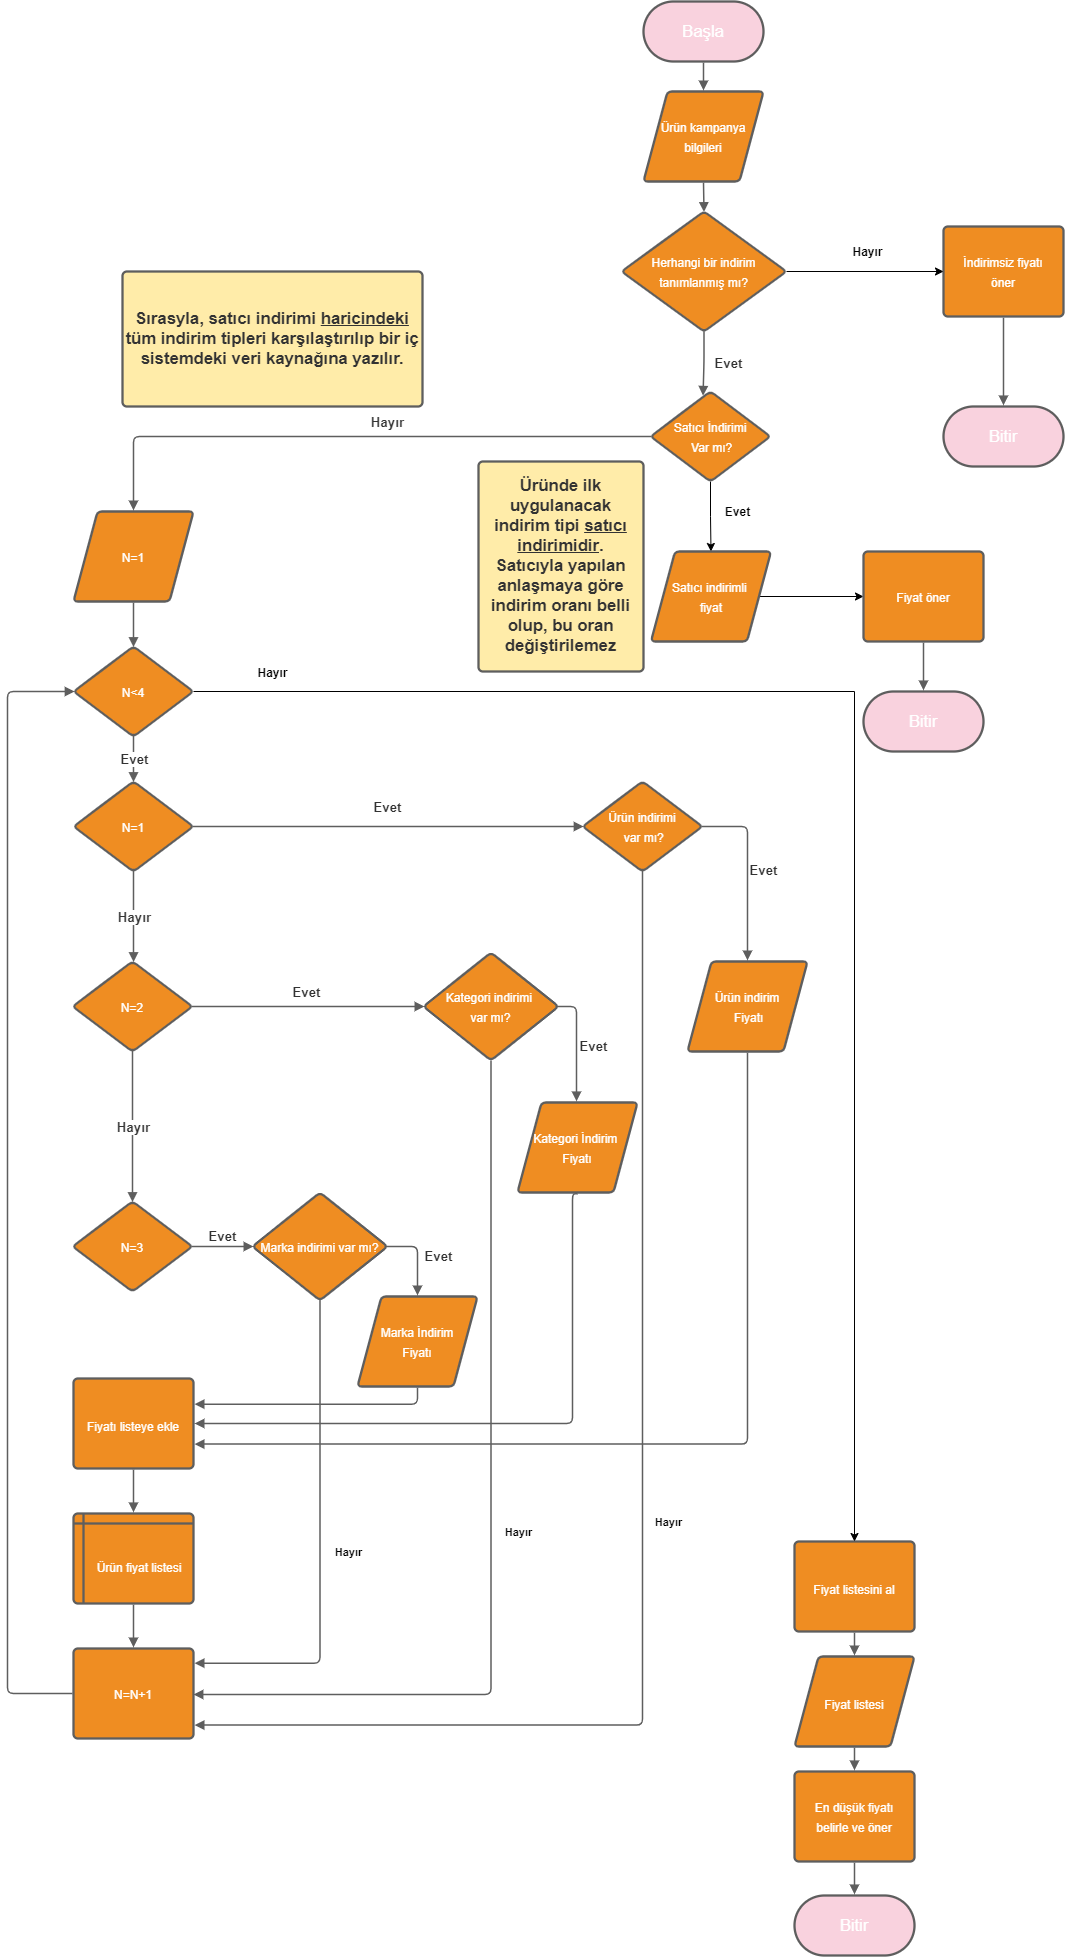 Başla
Ürün kampanya
bilgileri
Herhangi bir indirim
tanımlanmış mı?
Hayır
İndirimsiz fiyatı
öner
Bitir
Evet
Sırasyla, satıcı indirimi haricindeki
tüm indirim tipleri karşılaştırılıp bir iç
sistemdeki veri kaynağına yazılır.
Satıcı İndirimi
Var mı?
Hayır
Evet
Üründe ilk
uygulanacak
indirim tipi satıcı
indirimidir.
Satıcıyla yapılan
anlaşmaya göre
indirim oranı belli
olup, bu oran
değiştirilemez
Satıcı indirimli
fiyat
Fiyat öner
Bitir
N=1
N<4
Hayır
Evet
N=1
Evet
Ürün indirimi
var mı?
Evet
Hayır
Ürün indirim
Fiyatı
N=2
Evet
Kategori indirimi
var mı?
Evet
Kategori İndirim
Fiyatı
Hayır
N=3
Evet
Marka indirimi var mı?
Evet
Marka İndirim
Fiyatı
Fiyatı listeye ekle
Ürün fiyat listesi
Hayır
Hayır
Hayır
N=N+1
Fiyat listesini al
Fiyat listesi
En düşük fiyatı
belirle ve öner
Bitir